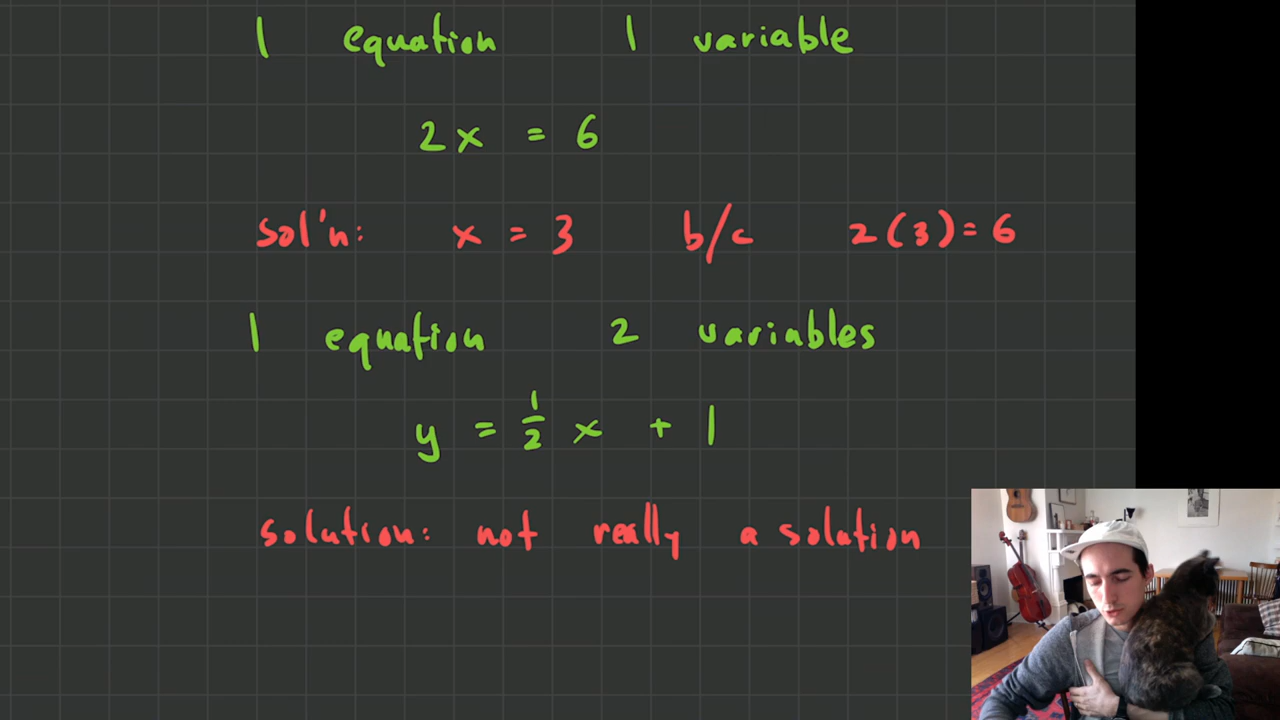 1 equation 1 variable
2x = 6
sol'n: x = 3 b/c 2(3)=6
1 equation 2 variables
y = 1/2 x + 1
solution: not really a solution